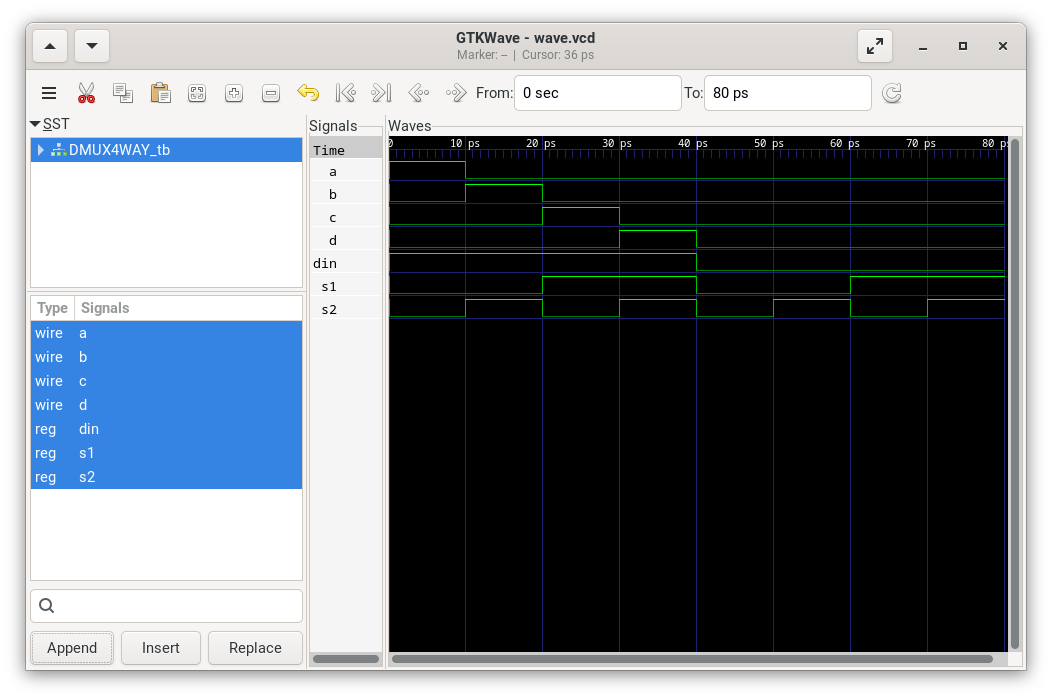 GTKWave - wave.vcd
Marker: -- | Cursor: 36 ps
From: 0 sec To: 80 ps
SST
DMUX4WAY_tb
Type Signals
wire a
wire b
wire c
wire d
reg din
reg s1
reg s2
Append Insert Replace
Signals
Time
a
b
c
d
din
s1
s2
Waves
0 10 ps 20 ps 30 ps 40 ps 50 ps 60 ps 70 ps 80 ps